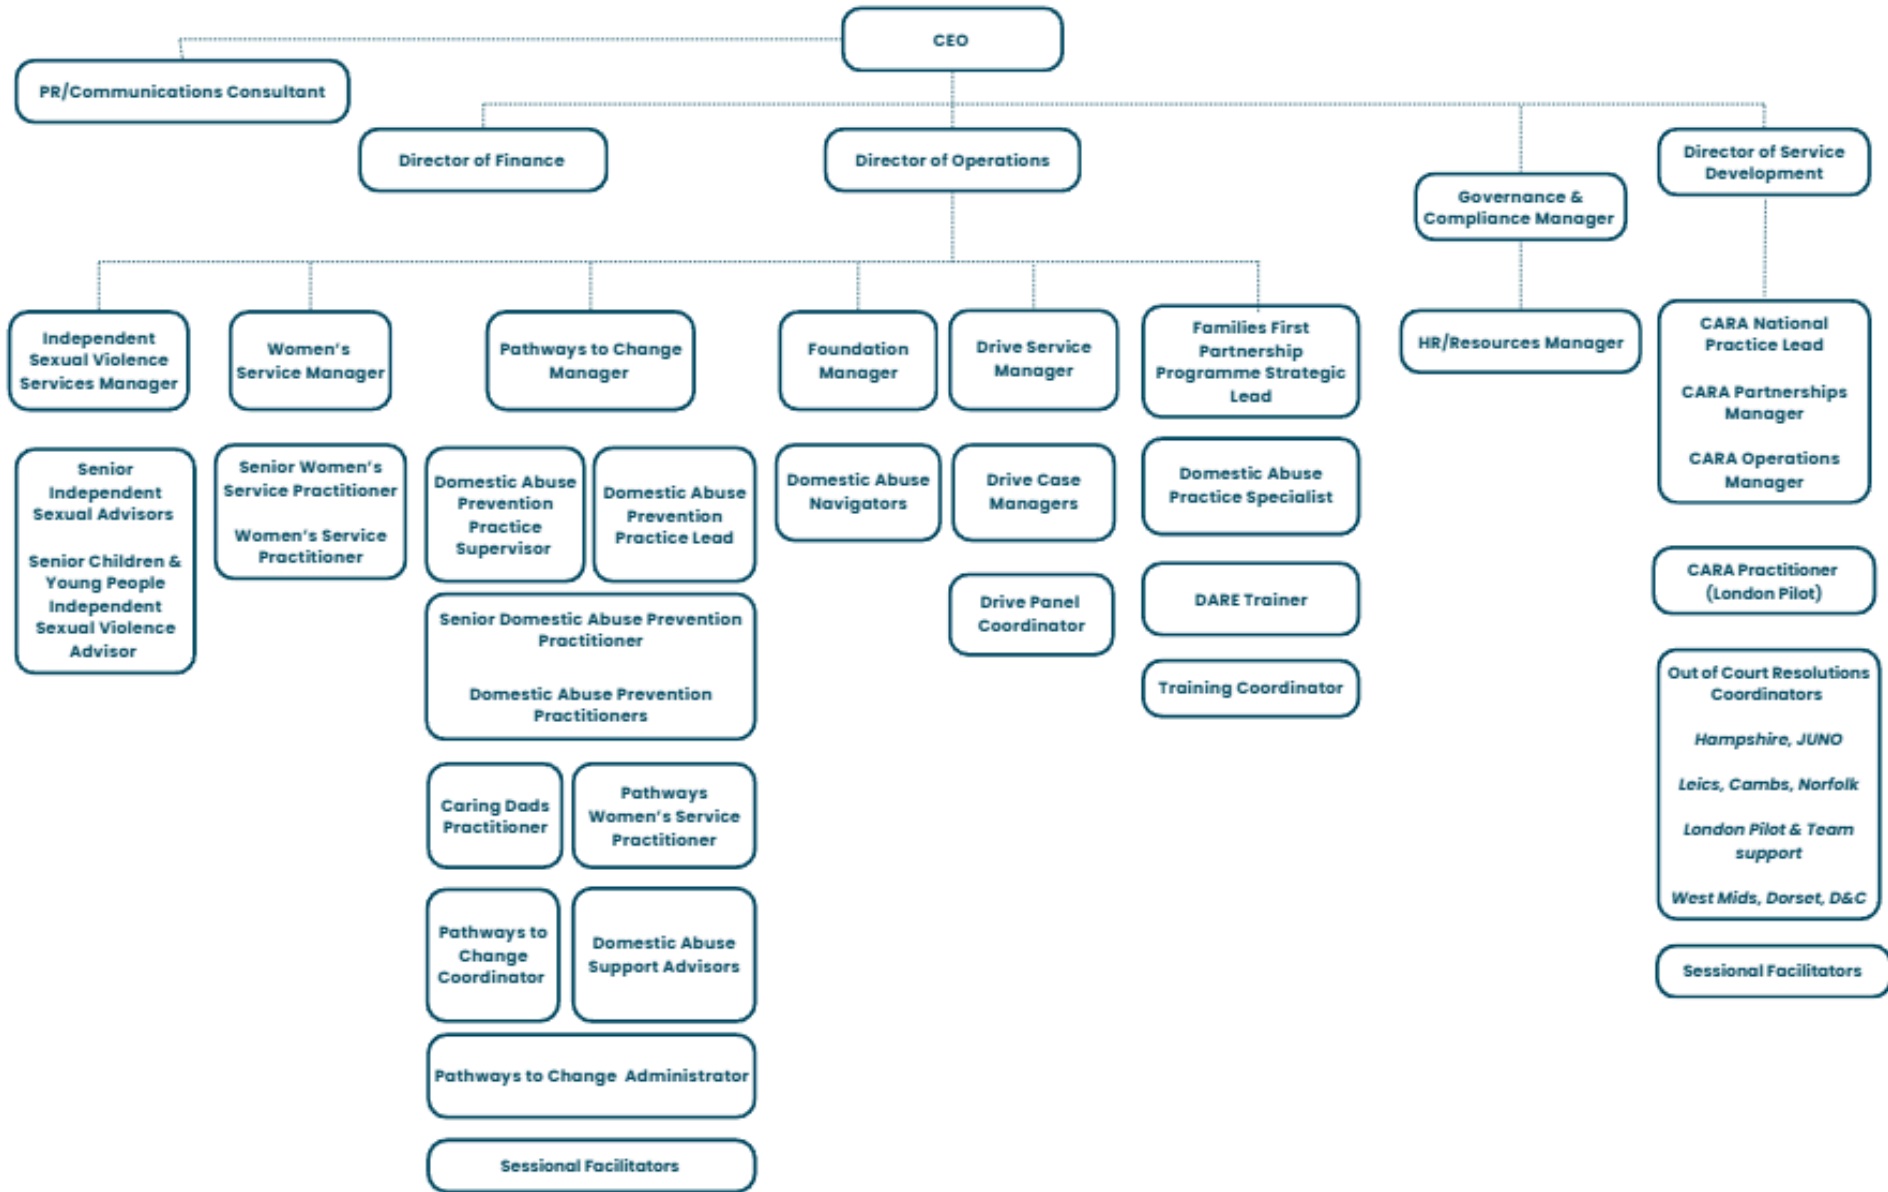 CEO
PR/Communications Consultant
Director of Finance
Director of Operations
Director of Service
Development
Governance &
Compliance Manager
Independent
Sexual Violence
Services Manager
Women's
Service Manager
Pathways to Change
Manager
Foundation
Manager
Drive Service
Manager
Families First
Partnership
Programme Strategic
Lead
HR/Resources Manager
CARA National
Practice Lead
CARA Partnerships
Manager
CARA Operations
Manager
Senior
Independent
Sexual Advisors
Senior Children &
Young People
Independent
Sexual Violence
Advisor
Senior Women's
Service Practitioner
Women's Service
Practitioner
Domestic Abuse
Prevention
Practice
Supervisor
Domestic Abuse
Prevention
Practice Lead
Senior Domestic Abuse Prevention
Practitioner
Domestic Abuse Prevention
Practitioners
Caring Dads
Practitioner
Pathways
Women's Service
Practitioner
Pathways to
Change
Coordinator
Domestic Abuse
Support Advisors
Pathways to Change Administrator
Sessional Facilitators
Domestic Abuse
Navigators
Drive Case
Managers
Drive Panel
Coordinator
Domestic Abuse
Practice Specialist
DARE Trainer
Training Coordinator
CARA Practitioner
(London Pilot)
Out of Court Resolutions
Coordinators
Hampshire, JUNO
Leics, Cambs, Norfolk
London Pilot & Team
support
West Mids, Dorset, D&C
Sessional Facilitators